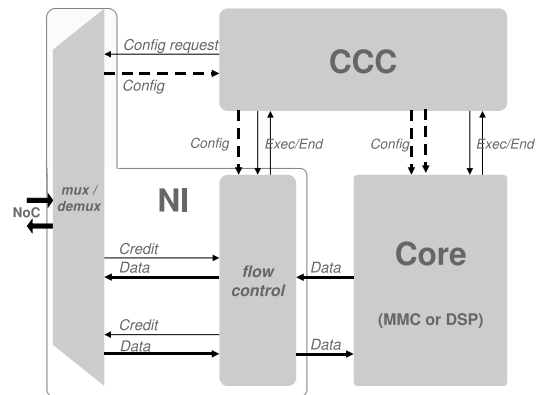 Config request
CCC
Config
Config
Exec/End
Config
Exec/End
mux /
demux
NI
NoC
Credit
Data
flow
control
Data
Core
(MMC or DSP)
Credit
Data
Data